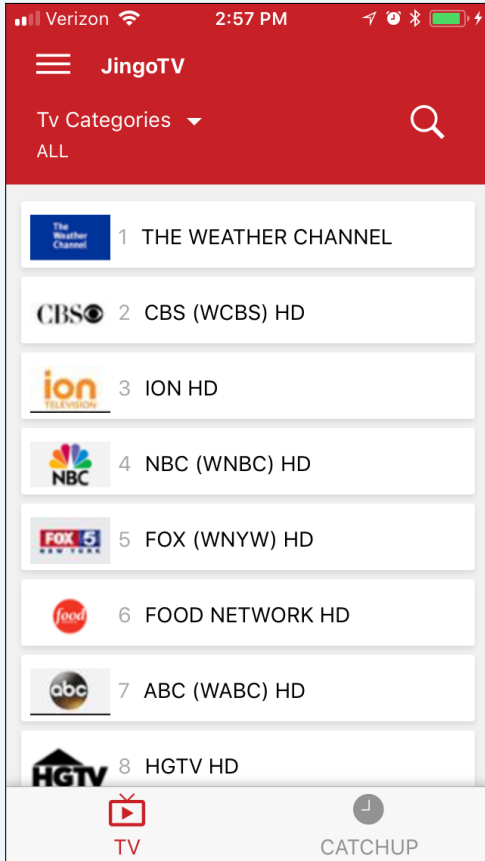 Verizon 2:57 PM
JingoTV
Tv Categories
ALL
The
Weather
Channel
1 THE WEATHER CHANNEL
CBS 2 CBS (WCBS) HD
ion
TELEVISION
3 ION HD
NBC
4 NBC (WNBC) HD
FOX 5
NEW YORK
5 FOX (WNYW) HD
food 6 FOOD NETWORK HD
abc 7 ABC (WABC) HD
HGTV 8 HGTV HD
TV CATCHUP